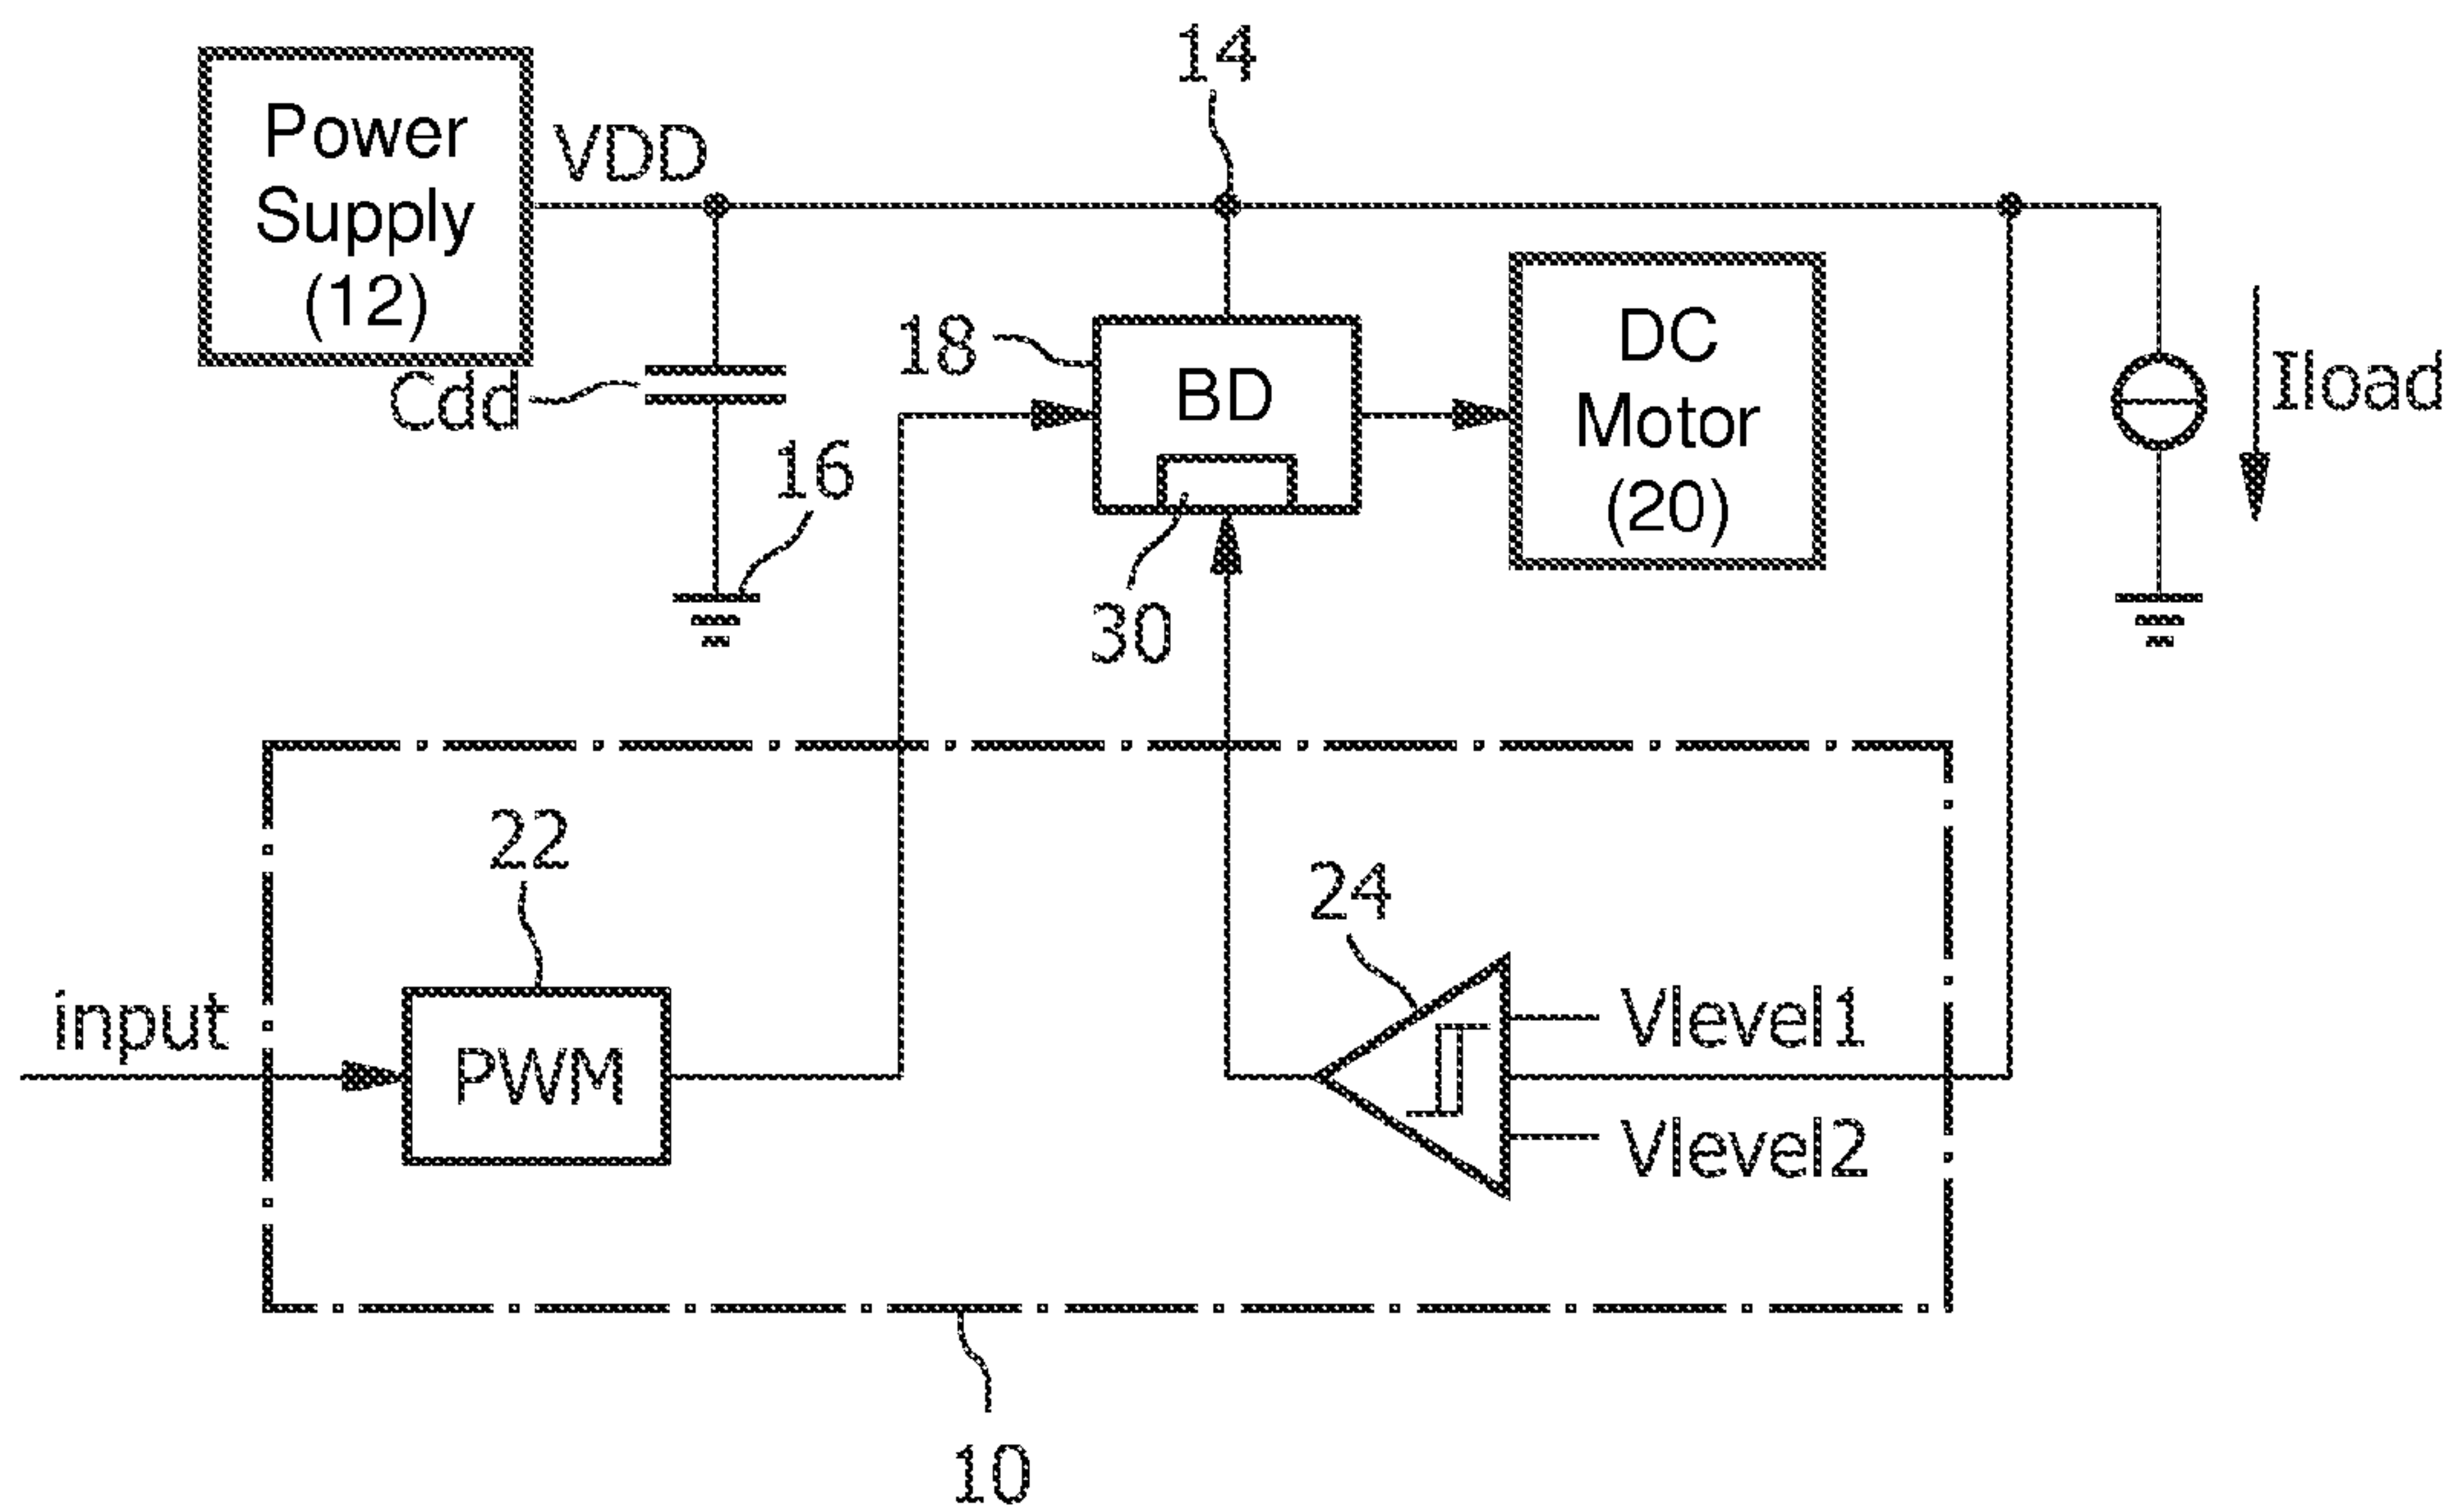 14
Power
Supply
(12)
VDD
18
BD
DC
Motor
(20)
Iload
Cdd
16
30
22
24
input
PWM
Vlevel1
Vlevel2
10